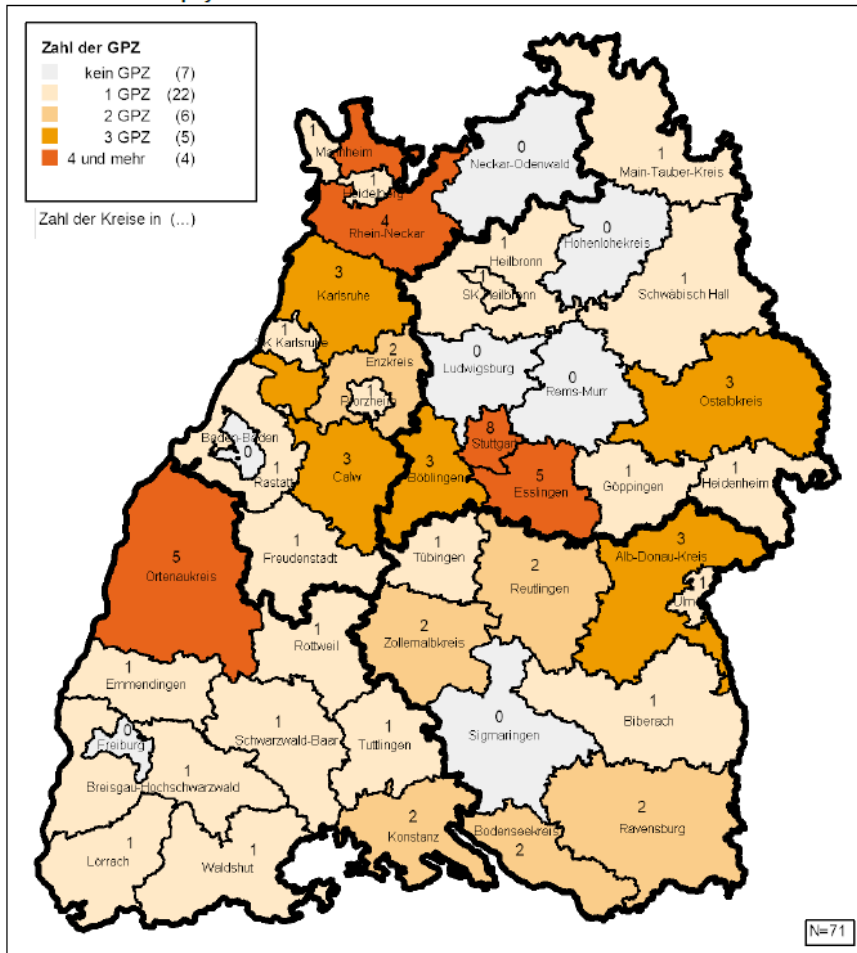 Zahl der GPZ
kein GPZ (7)
1 GPZ (22)
2 GPZ (6)
3 GPZ (5)
4 und mehr (4)
Zahl der Kreise in (...)
1
Mannheim
0
Neckar-Odenwald
1
Main-Tauber-Kreis
1
Heidelberg
4
Rhein-Neckar
0
Hohenlohekreis
1
Heilbronn
1
SK Heilbronn
1
Schwäbisch Hall
3
Karlsruhe
1
SK Karlsruhe
2
Enzkreis
1
Pforzheim
0
Ludwigsburg
0
Rems-Murr
3
Ostalbkreis
Baden-Baden
0
1
Rastatt
3
Calw
3
Böblingen
8
Stuttgart
5
Esslingen
1
Göppingen
1
Heidenheim
5
Ortenaukreis
1
Freudenstadt
1
Tübingen
2
Reutlingen
3
Alb-Donau-Kreis
1
Ulm
1
Rottweil
2
Zollernalbkreis
1
Emmendingen
0
Freiburg
1
Schwarzwald-Baar
1
Tuttlingen
0
Sigmaringen
1
Biberach
1
Breisgau-Hochschwarzwald
2
Konstanz
Bodenseekreis
2
2
Ravensburg
1
Lörrach
1
Waldshut
N=71